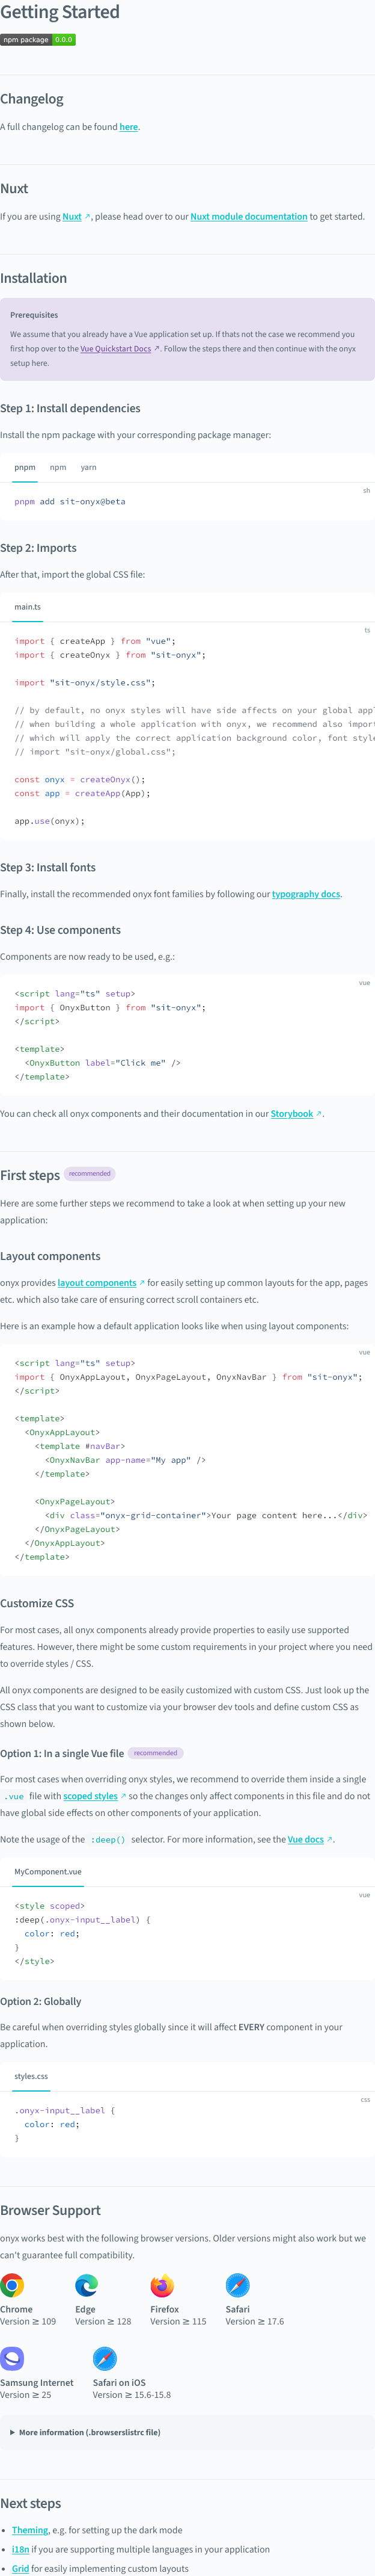 Getting Started
npm package 0.0.0
Changelog
A full changelog can be found here.
Nuxt
If you are using Nuxt ↗, please head over to our Nuxt module documentation to get started.
Installation
Prerequisites
We assume that you already have a Vue application set up. If thats not the case we recommend you
first hop over to the Vue Quickstart Docs ↗. Follow the steps there and then continue with the onyx
setup here.
Step 1: Install dependencies
Install the npm package with your corresponding package manager:
pnpm npm yarn
sh
pnpm add sit-onyx@beta
Step 2: Imports
After that, import the global CSS file:
main.ts
ts
import { createApp } from "vue";
import { createOnyx } from "sit-onyx";
import "sit-onyx/style.css";
// by default, no onyx styles will have side affects on your global appl
// when building a whole application with onyx, we recommend also import
// which will apply the correct application background color, font style
// import "sit-onyx/global.css";
const onyx = createOnyx();
const app = createApp(App);
app.use(onyx);
Step 3: Install fonts
Finally, install the recommended onyx font families by following our typography docs.
Step 4: Use components
Components are now ready to be used, e.g.:
vue
<script lang="ts" setup>
import { OnyxButton } from "sit-onyx";
</script>
<template>
  <OnyxButton label="Click me" />
</template>
You can check all onyx components and their documentation in our Storybook ↗.
First steps recommended
Here are some further steps we recommend to take a look at when setting up your new
application:
Layout components
onyx provides layout components ↗ for easily setting up common layouts for the app, pages
etc. which also take care of ensuring correct scroll containers etc.
Here is an example how a default application looks like when using layout components:
vue
<script lang="ts" setup>
import { OnyxAppLayout, OnyxPageLayout, OnyxNavBar } from "sit-onyx";
</script>
<template>
  <OnyxAppLayout>
    <template #navBar>
      <OnyxNavBar app-name="My app" />
    </template>
    <OnyxPageLayout>
      <div class="onyx-grid-container">Your page content here...</div>
    </OnyxPageLayout>
  </OnyxAppLayout>
</template>
Customize CSS
For most cases, all onyx components already provide properties to easily use supported
features. However, there might be some custom requirements in your project where you need
to override styles / CSS.
All onyx components are designed to be easily customized with custom CSS. Just look up the
CSS class that you want to customize via your browser dev tools and define custom CSS as
shown below.
Option 1: In a single Vue file recommended
For most cases when overriding onyx styles, we recommend to override them inside a single
.vue file with scoped styles ↗ so the changes only affect components in this file and do not
have global side effects on other components of your application.
Note the usage of the :deep() selector. For more information, see the Vue docs ↗.
MyComponent.vue
vue
<style scoped>
:deep(.onyx-input__label) {
  color: red;
}
</style>
Option 2: Globally
Be careful when overriding styles globally since it will affect EVERY component in your
application.
styles.css
css
.onyx-input__label {
  color: red;
}
Browser Support
onyx works best with the following browser versions. Older versions might also work but we
can't guarantee full compatibility.
Chrome Edge Firefox Safari
Version ≥ 109 Version ≥ 128 Version ≥ 115 Version ≥ 17.6
Samsung Internet Safari on iOS
Version ≥ 25 Version ≥ 15.6-15.8
▶ More information (.browserslistrc file)
Next steps
• Theming, e.g. for setting up the dark mode
• i18n if you are supporting multiple languages in your application
• Grid for easily implementing custom layouts